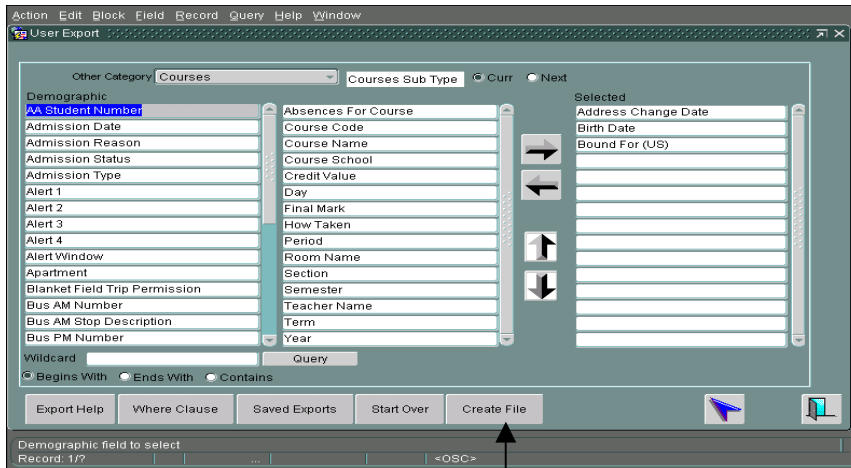 Action Edit Block Field Record Query Help Window
User Export
Other Category Courses Courses Sub Type Curr Next
Demographic
AA Student Number
Admission Date
Admission Reason
Admission Status
Admission Type
Alert 1
Alert 2
Alert 3
Alert 4
Alert Window
Apartment
Blanket Field Trip Permission
Bus AM Number
Bus AM Stop Description
Bus PM Number
Absences For Course
Course Code
Course Name
Course School
Credit Value
Day
Final Mark
How Taken
Period
Room Name
Section
Semester
Teacher Name
Term
Year
Selected
Address Change Date
Birth Date
Bound For (US)
Wildcard Query
Begins With Ends With Contains
Export Help Where Clause Saved Exports Start Over Create File
Demographic field to select
Record: 1/? ... <OSC>